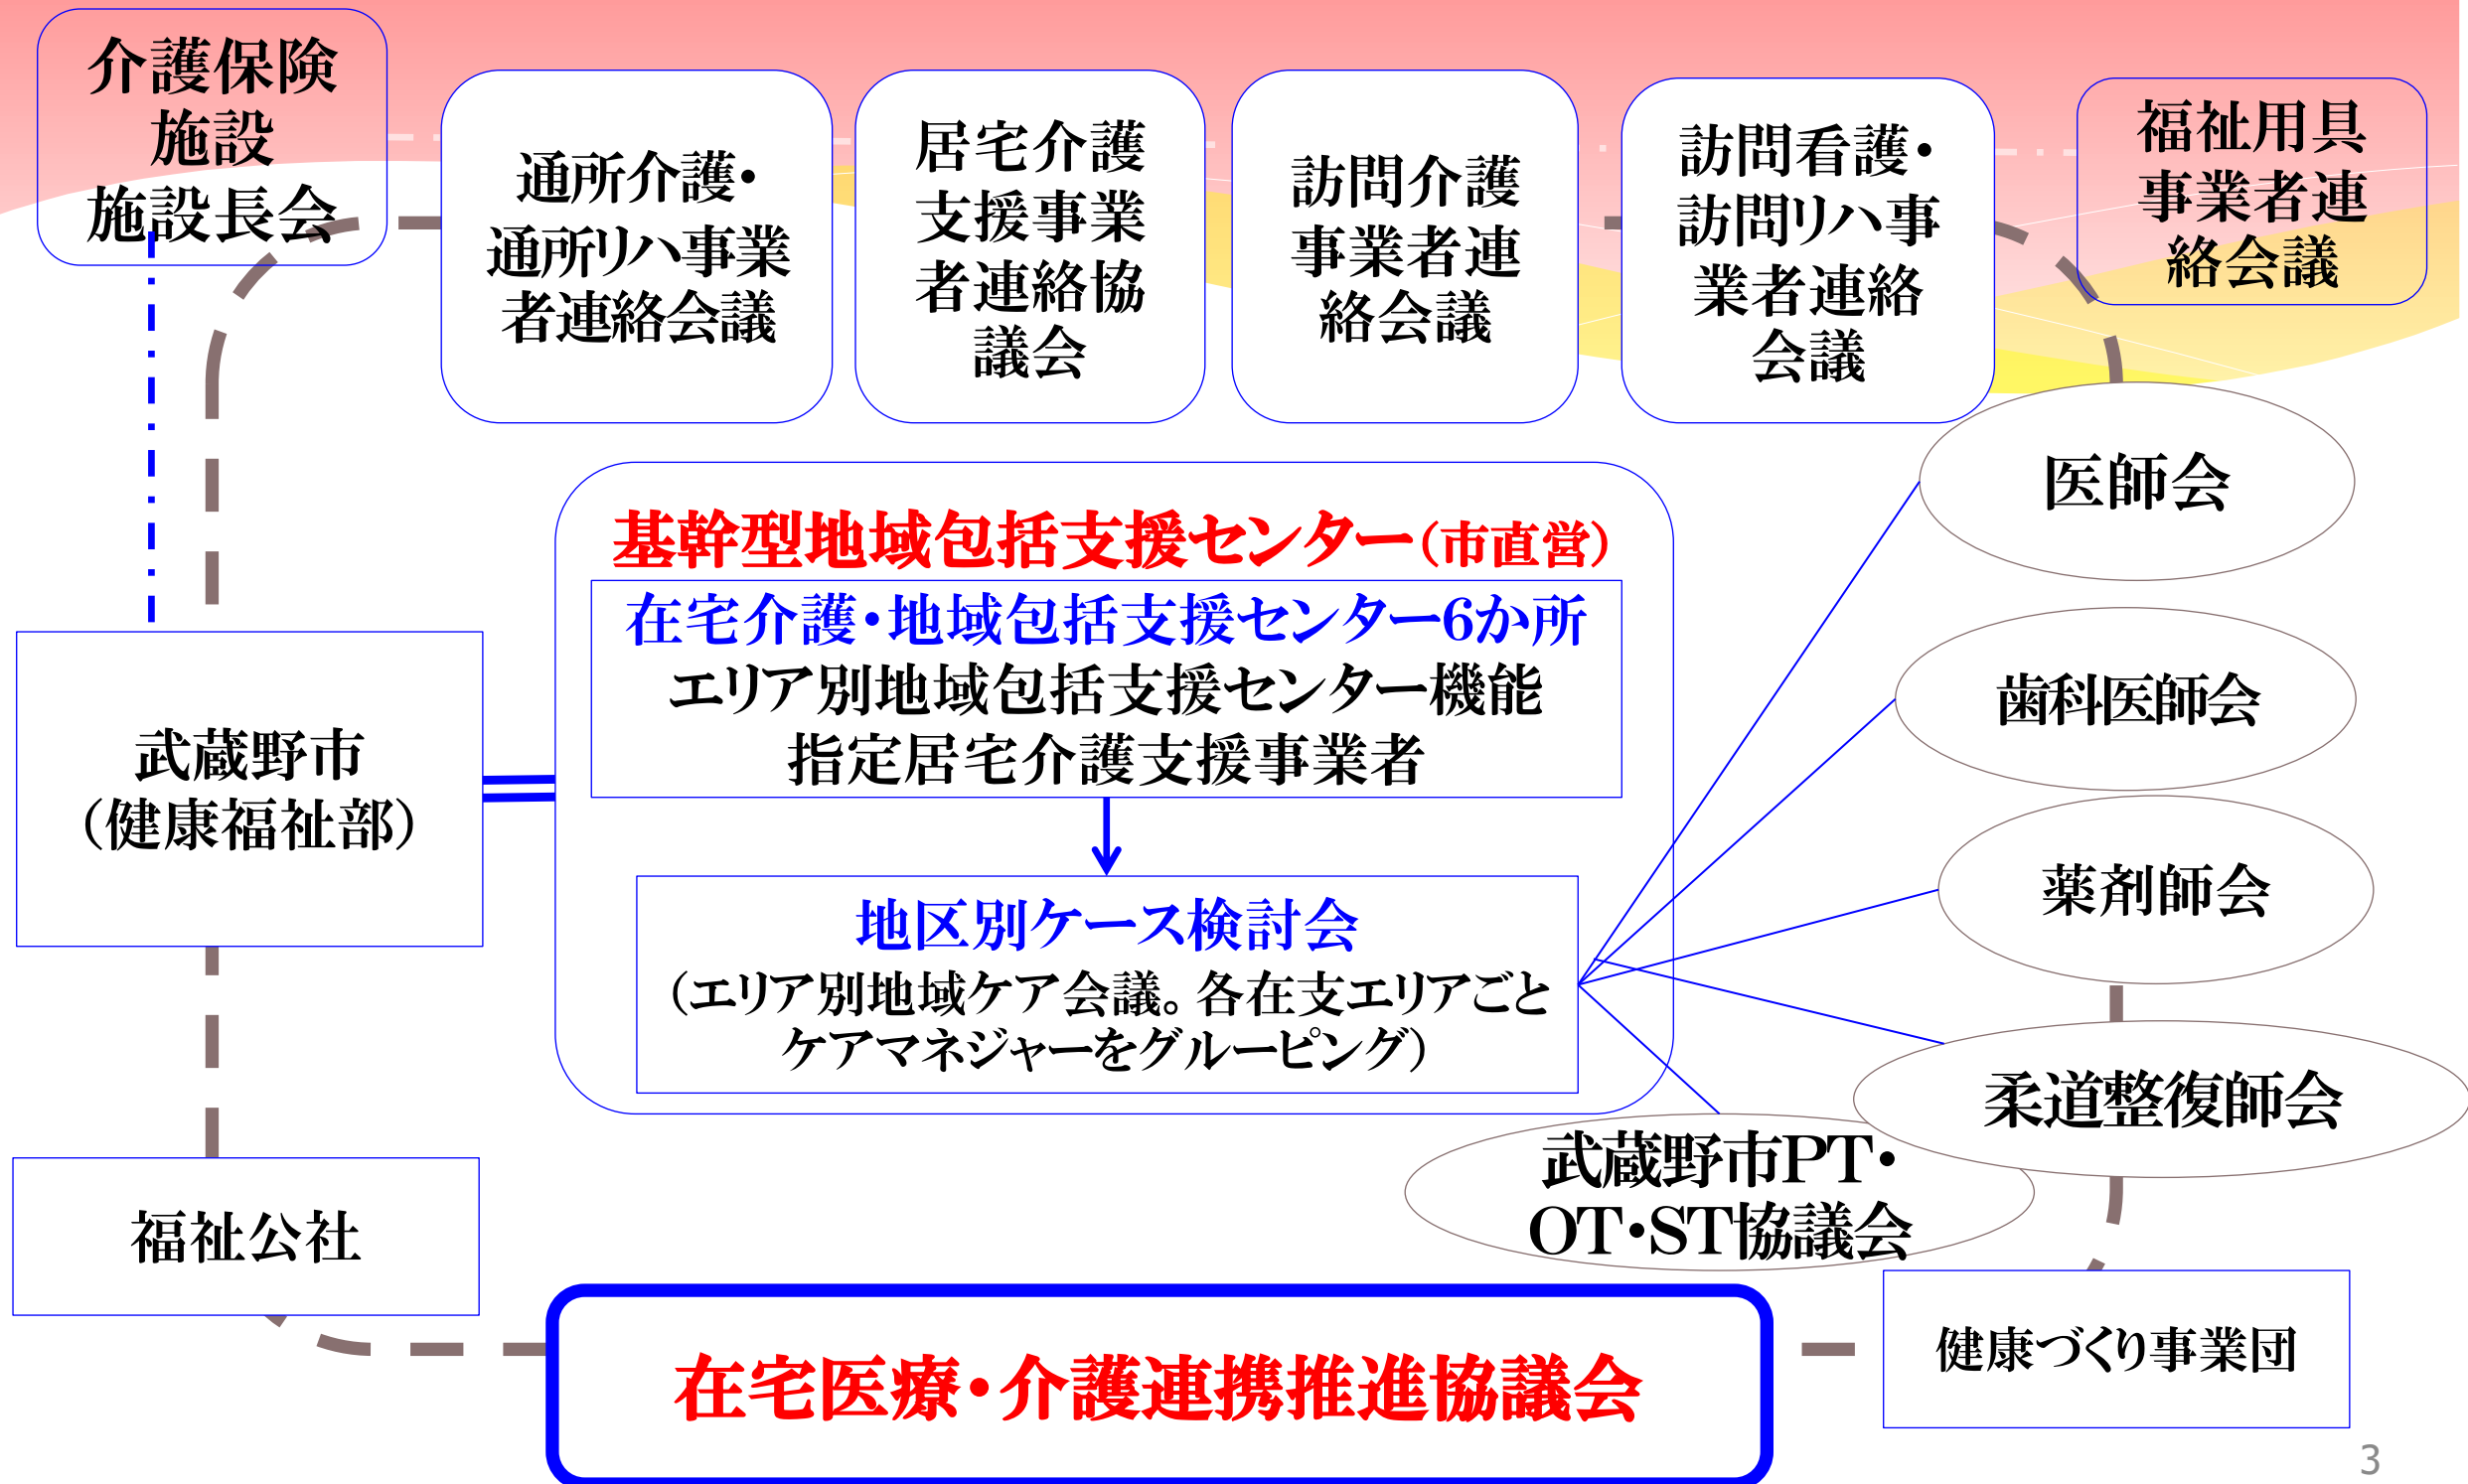 介護保険
施設
施設長会
通所介護・
通所リハ事業
者連絡会議
居宅介護
支援事業
者連絡協
議会
訪問介護
事業者連
絡会議
訪問看護・
訪問リハ事
業者連絡
会議
福祉用具
事業者連
絡会議
基幹型地域包括支援センター(市直営)
在宅介護・地域包括支援センター6か所
エリア別地域包括支援センター機能
指定居宅介護支援事業者
地区別ケース検討会
(エリア別地域ケア会議。各在支エリアごと
ケアマネジャーをグルーピング)
武蔵野市
(健康福祉部)
福祉公社
医師会
歯科医師会
薬剤師会
柔道整復師会
武蔵野市PT・
OT・ST協議会
健康づくり事業団
在宅医療・介護連携推進協議会
3